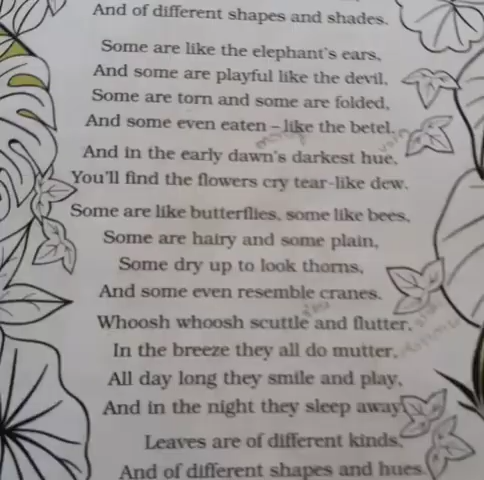 And of different shapes and shades.
Some are like the elephant's ears,
And some are playful like the devil,
Some are torn and some are folded,
And some even eaten – like the betel.
And in the early dawn's darkest hue,
You'll find the flowers cry tear-like dew.
Some are like butterflies, some like bees,
Some are hairy and some plain,
Some dry up to look thorns,
And some even resemble cranes.
Whoosh whoosh scuttle and flutter,
In the breeze they all do mutter,
All day long they smile and play,
And in the night they sleep away
Leaves are of different kinds,
And of different shapes and hues.